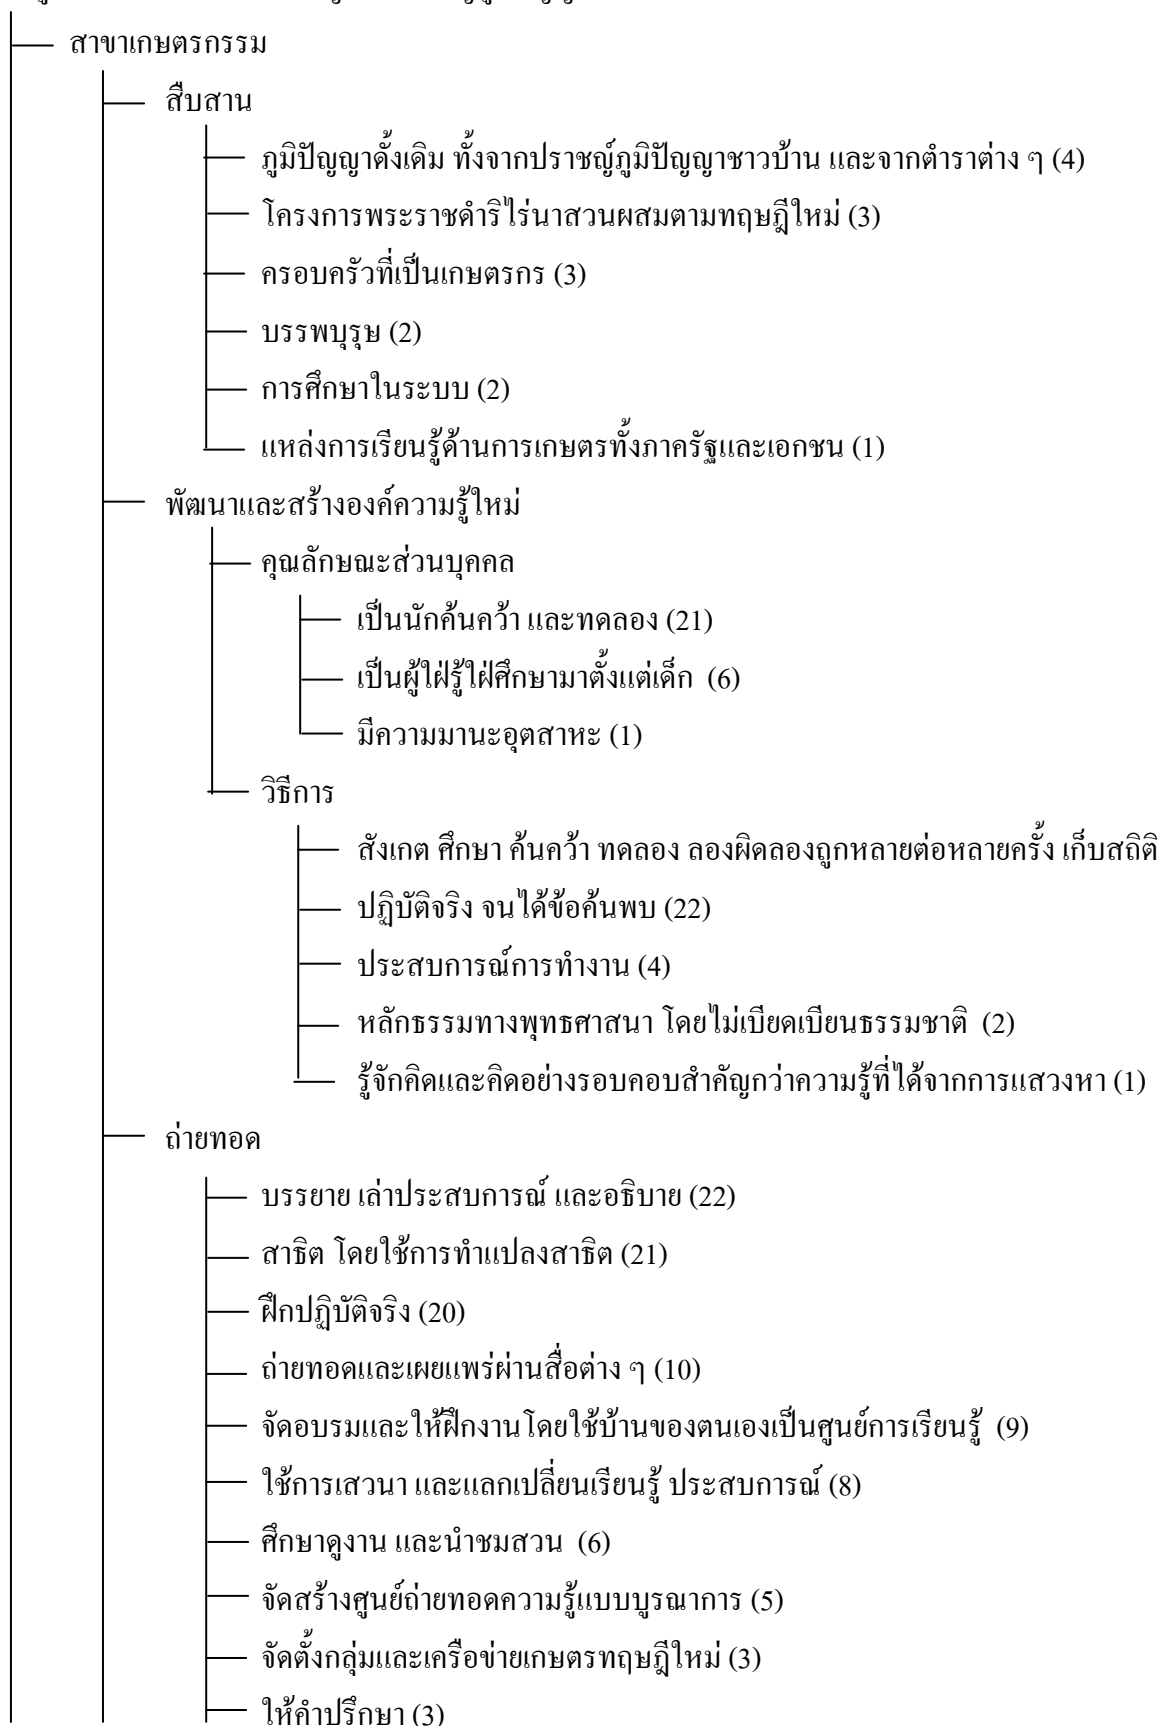 สาขาเกษตรกรรม
สืบสาน
ภูมิปัญญาดั้งเดิม ทั้งจากปราชญ์ภูมิปัญญาชาวบ้าน และจากตำราต่าง ๆ (4)
โครงการพระราชดำริไร่นาสวนผสมตามทฤษฎีใหม่ (3)
ครอบครัวที่เป็นเกษตรกร (3)
บรรพบุรุษ (2)
การศึกษาในระบบ (2)
แหล่งการเรียนรู้ด้านการเกษตรทั้งภาครัฐและเอกชน (1)
พัฒนาและสร้างองค์ความรู้ใหม่
คุณลักษณะส่วนบุคคล
เป็นนักค้นคว้า และทดลอง (21)
เป็นผู้ใฝ่รู้ใฝ่ศึกษามาตั้งแต่เด็ก (6)
มีความมานะอุตสาหะ (1)
วิธีการ
สังเกต ศึกษา ค้นคว้า ทดลอง ลองผิดลองถูกหลายต่อหลายครั้ง เก็บสถิติ
ปฏิบัติจริง จนได้ข้อค้นพบ (22)
ประสบการณ์การทำงาน (4)
หลักธรรมทางพุทธศาสนา โดยไม่เบียดเบียนธรรมชาติ (2)
รู้จักคิดและคิดอย่างรอบคอบสำคัญกว่าความรู้ที่ได้จากการแสวงหา (1)
ถ่ายทอด
บรรยาย เล่าประสบการณ์ และอธิบาย (22)
สาธิต โดยใช้การทำแปลงสาธิต (21)
ฝึกปฏิบัติจริง (20)
ถ่ายทอดและเผยแพร่ผ่านสื่อต่าง ๆ (10)
จัดอบรมและให้ฝึกงานโดยใช้บ้านของตนเองเป็นศูนย์การเรียนรู้ (9)
ใช้การเสวนา และแลกเปลี่ยนเรียนรู้ ประสบการณ์ (8)
ศึกษาดูงาน และนำชมสวน (6)
จัดสร้างศูนย์ถ่ายทอดความรู้แบบบูรณาการ (5)
จัดตั้งกลุ่มและเครือข่ายเกษตรทฤษฎีใหม่ (3)
ให้คำปรึกษา (3)